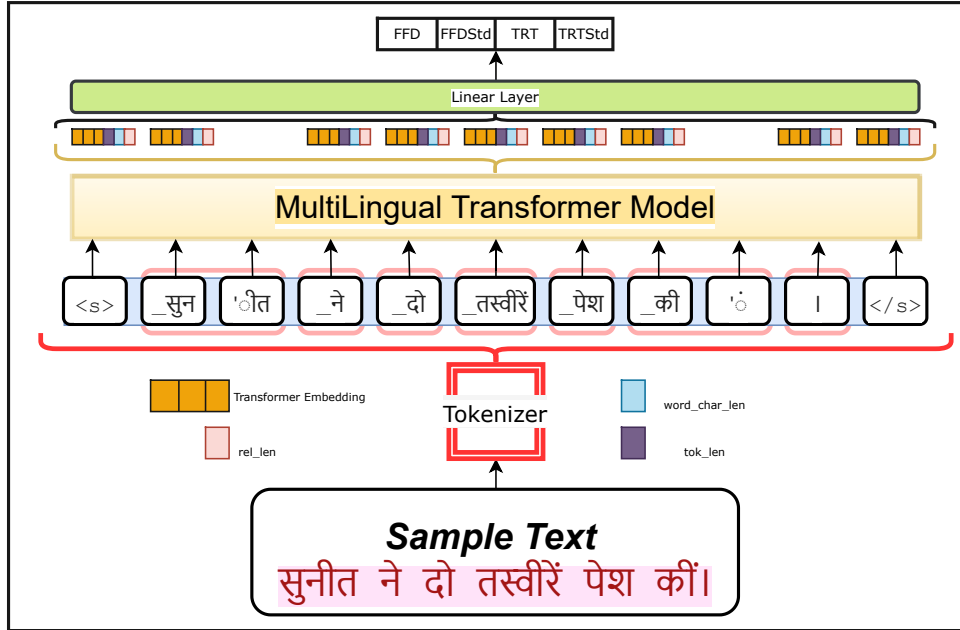 FFD FFDStd TRT TRTStd
Linear Layer
MultiLingual Transformer Model
<s> _सुन 'ीत _ने _दो _तस्वीरें _पेश _की 'ं । </s>
Transformer Embedding
word_char_len
Tokenizer
rel_len
tok_len
Sample Text
सुनीत ने दो तस्वीरें पेश कीं।